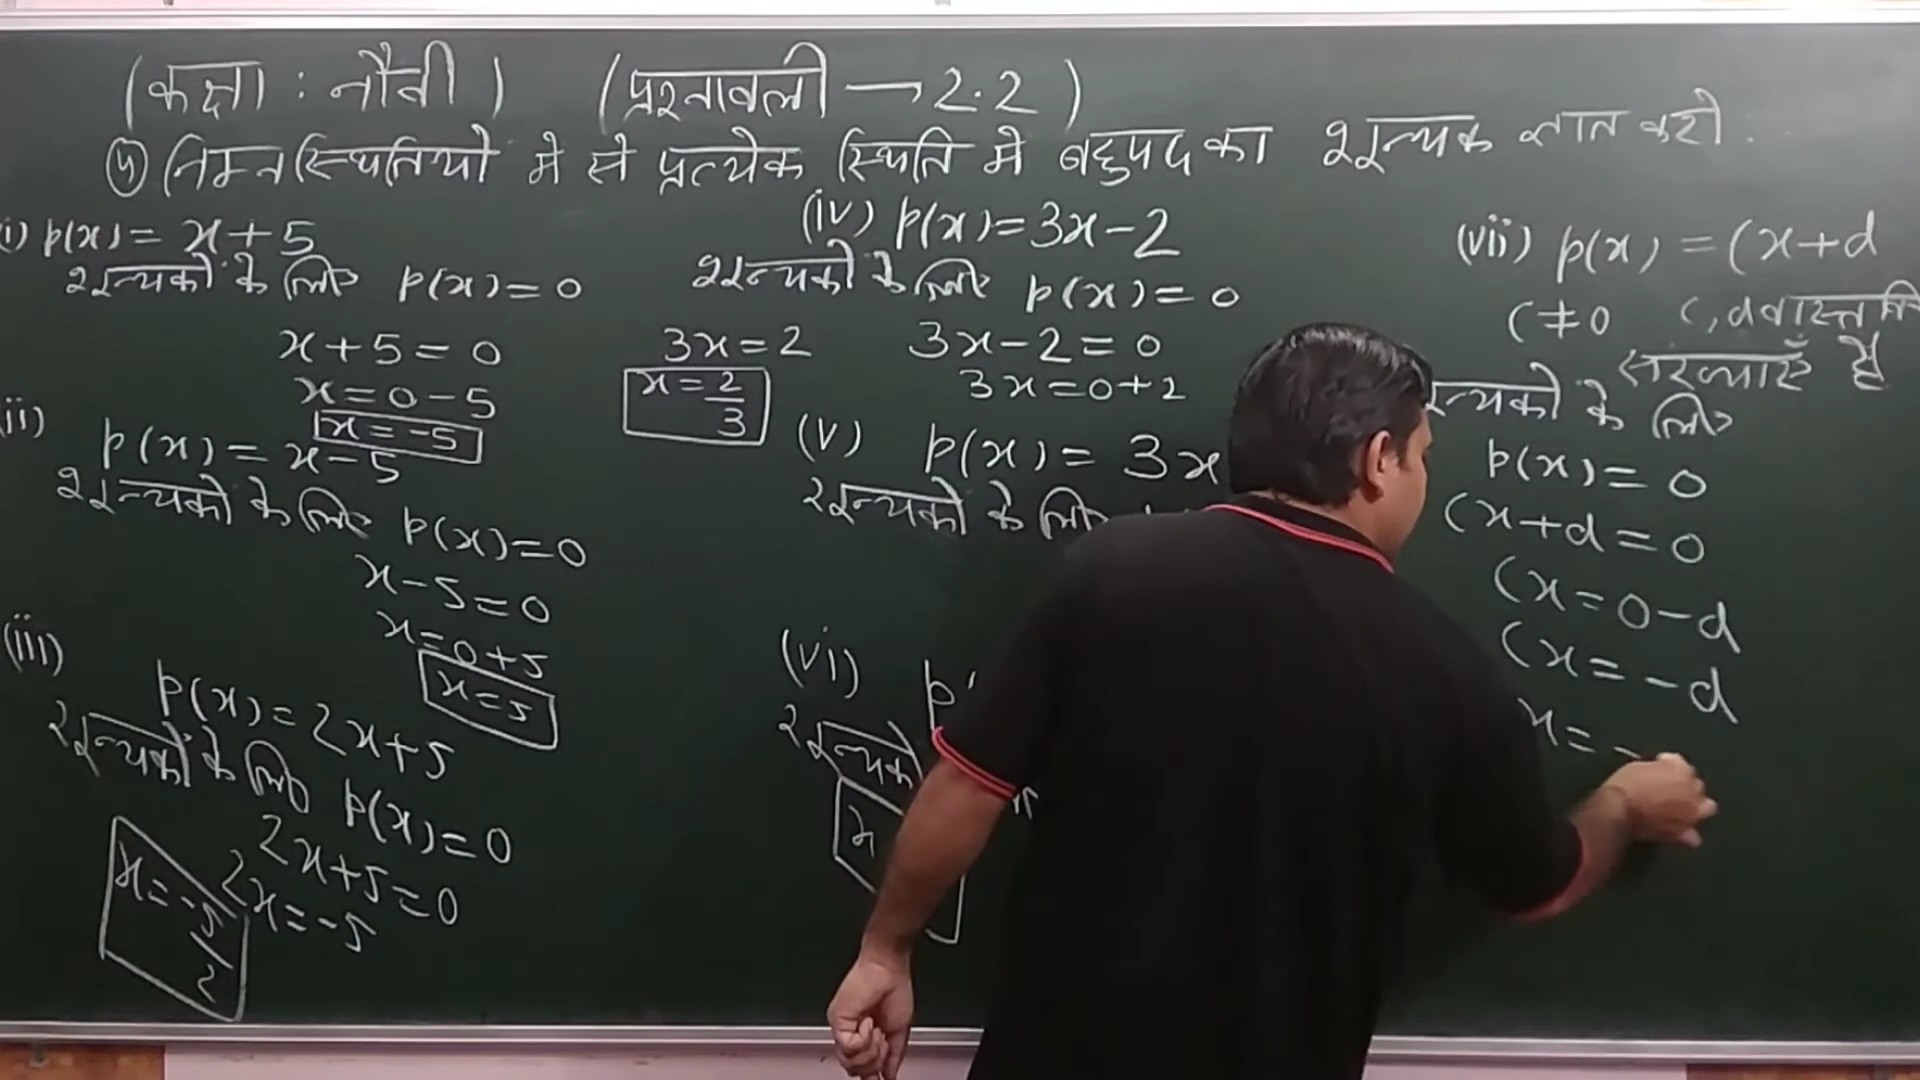 (कक्षा : नौवी) (प्रश्नावली → 2.2)
निम्न स्थितियो मे से प्रत्येक स्थिति मे बहुपद का शून्यक ज्ञात करो.
(i) p(x) = x + 5
शून्यको के लिए p(x) = 0
x + 5 = 0
x = 0 - 5
x = -5
(ii)
p(x) = x - 5
शून्यको के लिए p(x) = 0
x - 5 = 0
x = 0 + 5
x = 5
(iii)
p(x) = 2x + 5
शून्यको के लिए p(x) = 0
2x + 5 = 0
2x = -5
x = -5/2
(iv) p(x) = 3x - 2
शून्यको के लिए p(x) = 0
3x - 2 = 0
3x = 0 + 2
3x = 2
x = 2/3
(v) p(x) = 3x
शून्यको के लिए
(vi) p
शून्यको
x
(vii) p(x) = cx + d
c ≠ 0 c, d
संख्याएँ है
न्यको के लिए
p(x) = 0
cx + d = 0
cx = 0 - d
cx = -d
x = -